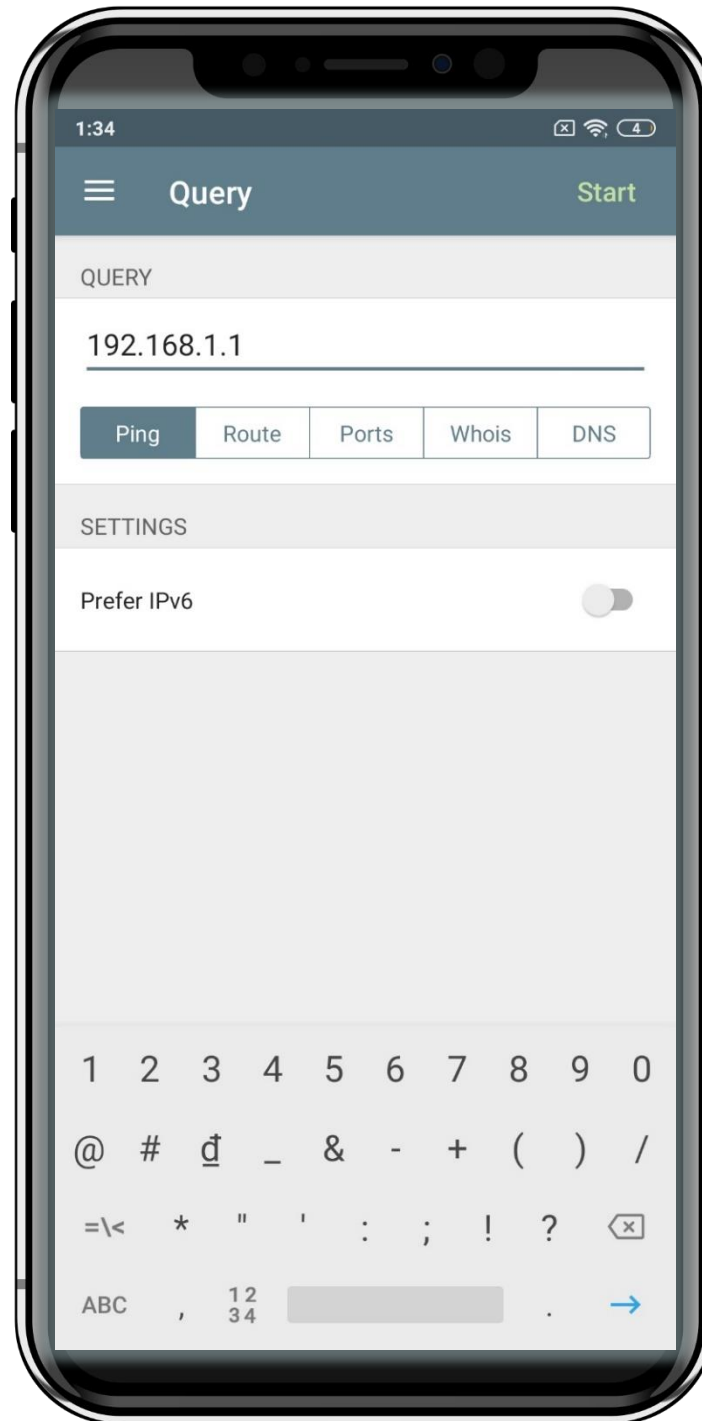 1:34 4
Query Start
QUERY
192.168.1.1
Ping Route Ports Whois DNS
SETTINGS
Prefer IPv6
1 2 3 4 5 6 7 8 9 0
@ # ₫ _ & - + ( ) /
=\< * " ' : ; ! ?
ABC , 12 34 .